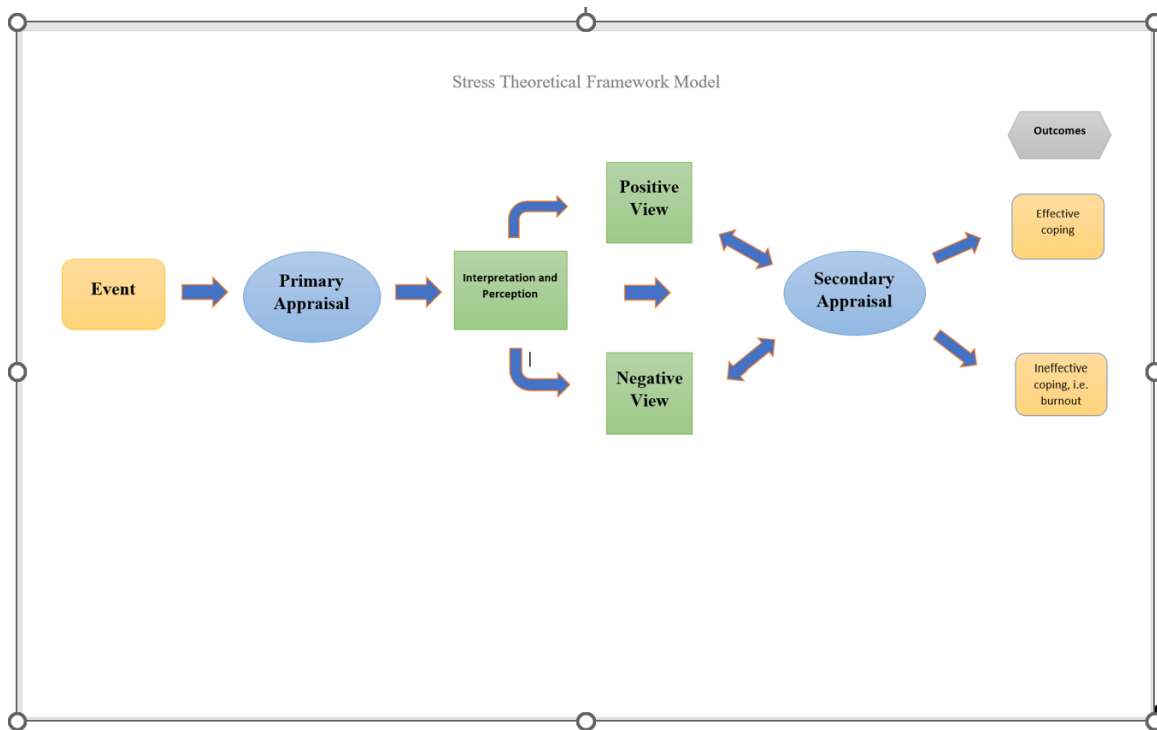 Stress Theoretical Framework Model
Outcomes
Positive
View
Effective
coping
Event
Primary
Appraisal
Interpretation and
Perception
Secondary
Appraisal
Negative
View
Ineffective
coping, i.e.
burnout